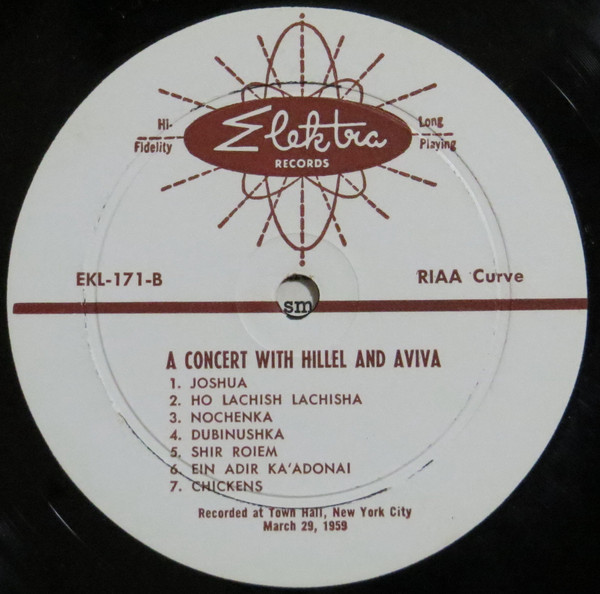 Hi-
Fidelity
Elektra
RECORDS
Long
Playing
EKL-171-B
RIAA Curve
sm
A CONCERT WITH HILLEL AND AVIVA
1. JOSHUA
2. HO LACHISH LACHISHA
3. NOCHENKA
4. DUBINUSHKA
5. SHIR ROIEM
6. EIN ADIR KA'ADONAI
7. CHICKENS
Recorded at Town Hall, New York City
March 29, 1959